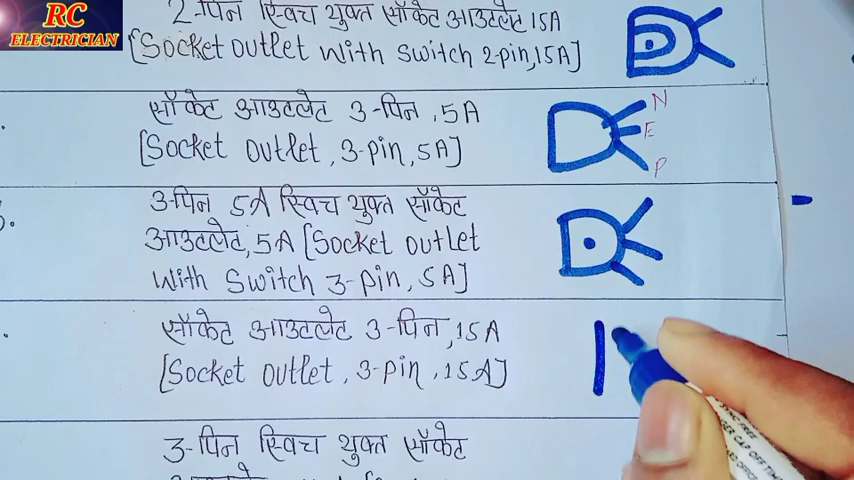 RC
ELECTRICIAN
2-पिन स्विच युक्त सॉकेट आउटलेट 15A
[Socket outlet with switch 2-pin, 15A]
सॉकेट आउटलेट 3-पिन, 5A
[Socket outlet, 3-pin, 5A]
N
E
P
3-पिन 5A स्विच युक्त सॉकेट
आउटलेट, 5A [Socket outlet
with switch 3-pin, 5A]
सॉकेट आउटलेट 3-पिन, 15A
[Socket outlet, 3-pin, 15A]
3-पिन स्विच युक्त सॉकेट